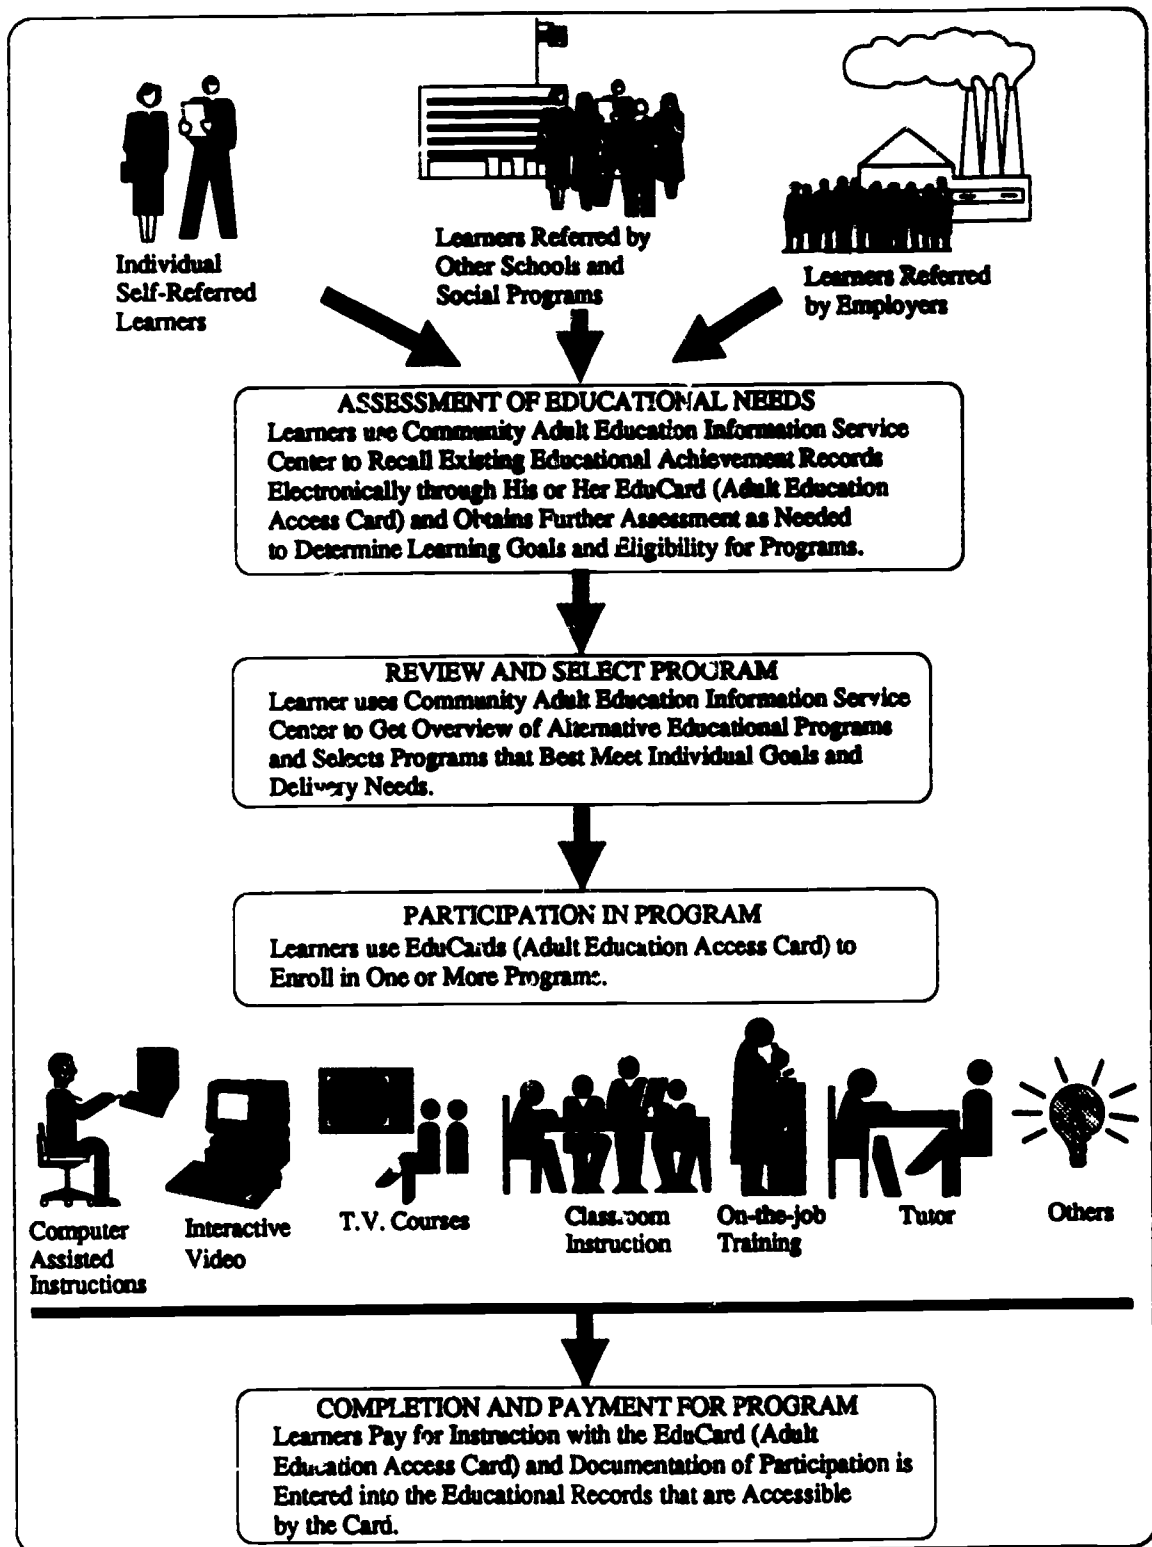 Individual
Self-Referred
Learners
Learners Referred by
Other Schools and
Social Programs
Learners Referred
by Employers
ASSESSMENT OF EDUCATIONAL NEEDS
Learners use Community Adult Education Information Service
Center to Recall Existing Educational Achievement Records
Electronically through His or Her EduCard (Adult Education
Access Card) and Obtains Further Assessment as Needed
to Determine Learning Goals and Eligibility for Programs.
REVIEW AND SELECT PROGRAM
Learner uses Community Adult Education Information Service
Center to Get Overview of Alternative Educational Programs
and Selects Programs that Best Meet Individual Goals and
Delivery Needs.
PARTICIPATION IN PROGRAM
Learners use EduCards (Adult Education Access Card) to
Enroll in One or More Programs.
Computer
Assisted
Instructions
Interactive
Video
T.V. Courses
Classroom
Instruction
On-the-job
Training
Tutor
Others
COMPLETION AND PAYMENT FOR PROGRAM
Learners Pay for Instruction with the EduCard (Adult
Education Access Card) and Documentation of Participation is
Entered into the Educational Records that are Accessible
by the Card.